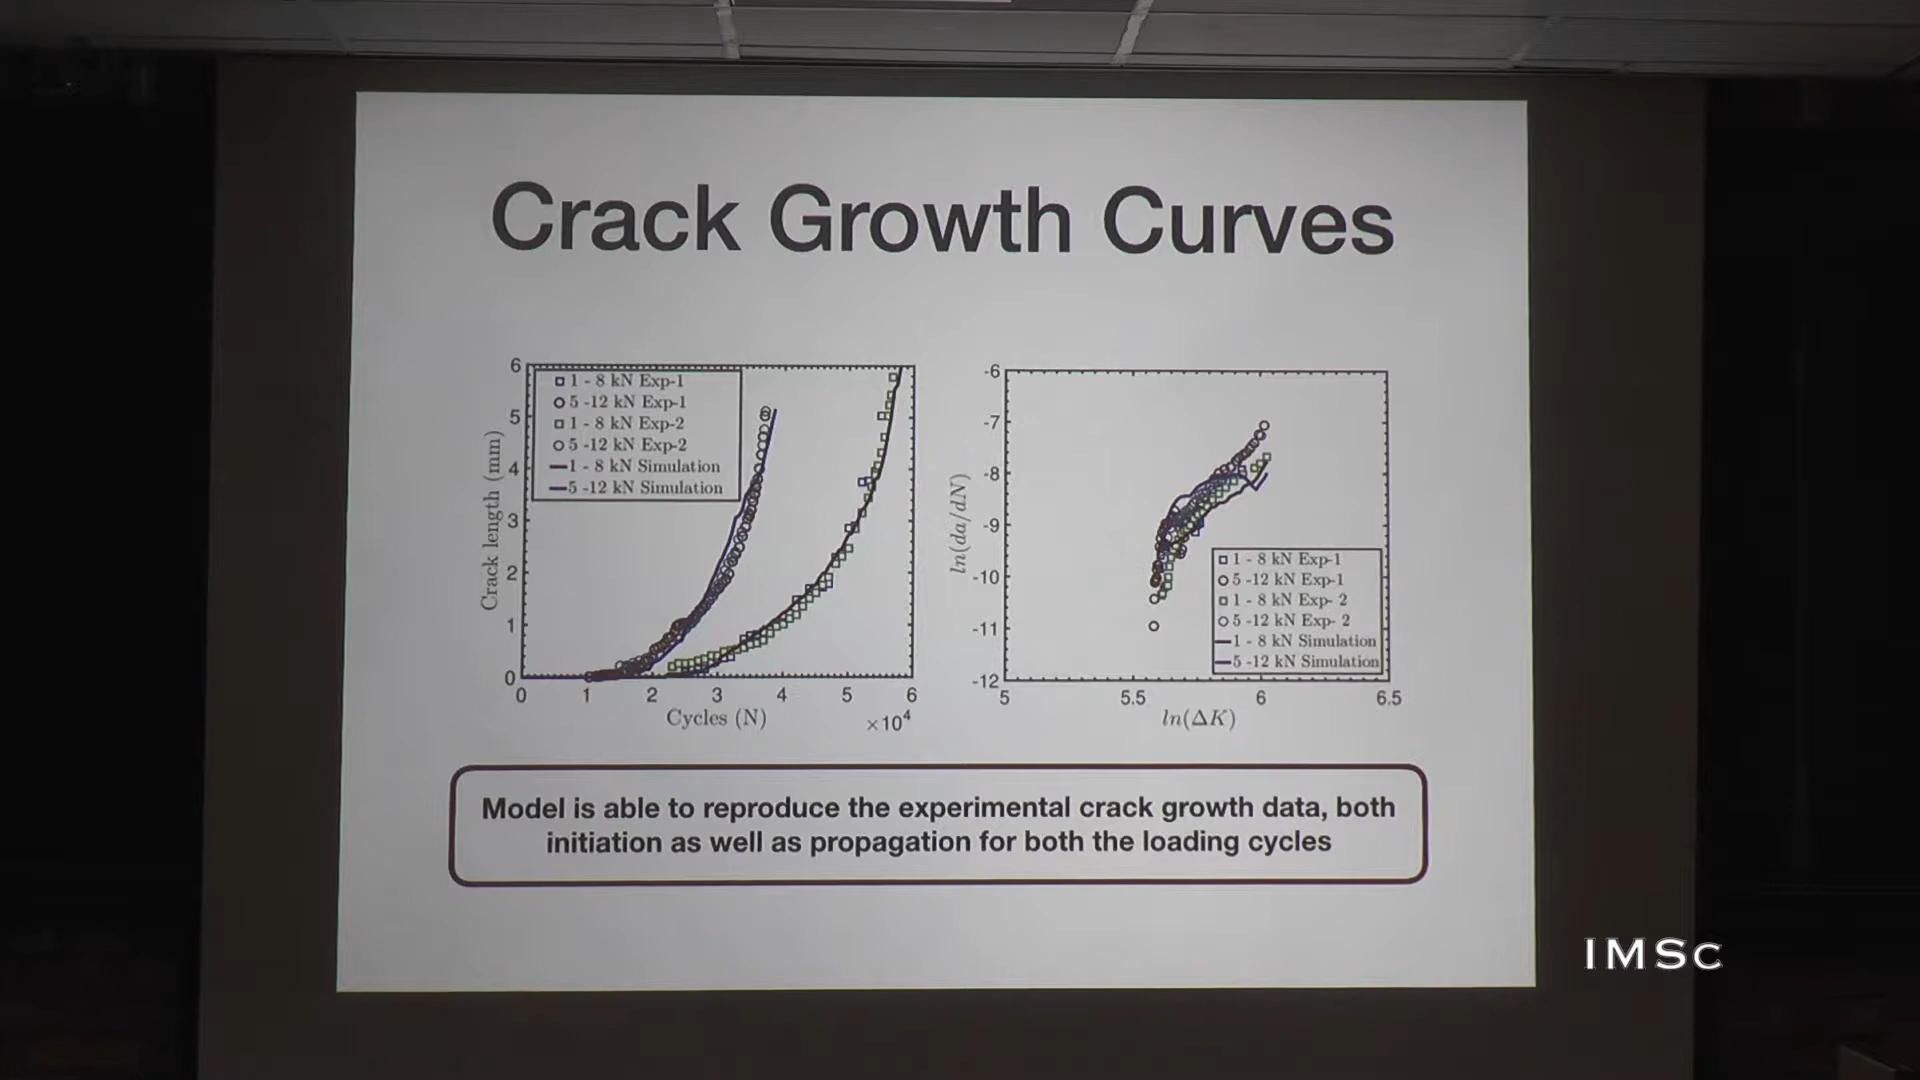 Crack Growth Curves
6
5
4
3
2
1
0
Crack length (mm)
1 - 8 kN Exp-1
5 -12 kN Exp-1
1 - 8 kN Exp-2
5 -12 kN Exp-2
1 - 8 kN Simulation
5 -12 kN Simulation
0 1 2 3 4 5 6
Cycles (N)
×10⁴
-6
-7
-8
-9
-10
-11
-12
ln(da/dN)
1 - 8 kN Exp-1
5 -12 kN Exp-1
1 - 8 kN Exp- 2
5 -12 kN Exp- 2
1 - 8 kN Simulation
5 -12 kN Simulation
5 5.5 6 6.5
ln(ΔK)
Model is able to reproduce the experimental crack growth data, both
initiation as well as propagation for both the loading cycles
IMSc